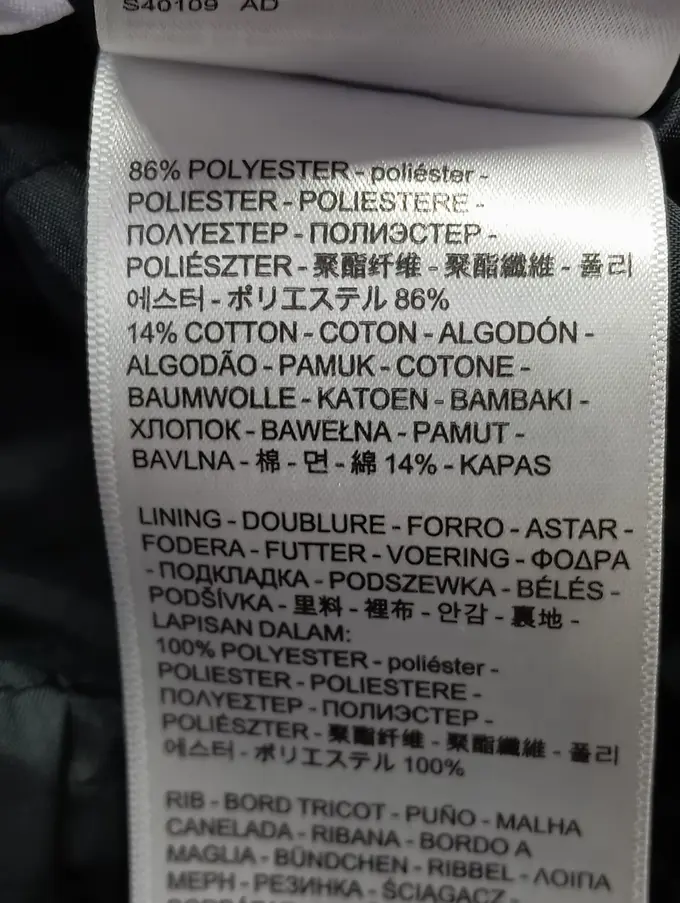 S40109 AD
86% POLYESTER - poliéster -
POLIESTER - POLIESTERE -
ΠΟΛΥΕΣΤΕΡ - ПОЛИЭСТЕР -
POLIÉSZTER - 聚酯纤维 - 聚酯纖維 - 폴리
에스터 - ポリエステル 86%
14% COTTON - COTON - ALGODÓN -
ALGODÃO - PAMUK - COTONE -
BAUMWOLLE - KATOEN - BAMBAKI -
ХЛОПОК - BAWEŁNA - PAMUT -
BAVLNA - 棉 - 면 - 綿 14% - KAPAS
LINING - DOUBLURE - FORRO - ASTAR -
FODERA - FUTTER - VOERING - ΦΟΔΡΑ
- ПОДКЛАДКА - PODSZEWKA - BÉLÉS -
PODŠÍVKA - 里料 - 裡布 - 안감 - 裏地 -
LAPISAN DALAM:
100% POLYESTER - poliéster -
POLIESTER - POLIESTERE -
ΠΟΛΥΕΣΤΕΡ - ПОЛИЭСТЕР -
POLIÉSZTER - 聚酯纤维 - 聚酯纖維 - 폴리
에스터 - ポリエステル 100%
RIB - BORD TRICOT - PUÑO - MALHA
CANELADA - RIBANA - BORDO A
MAGLIA - BÜNDCHEN - RIBBEL - ΛΟΙΠΑ
ΜΕΡΗ - РЕЗИНКА - ŚCIĄGACZ -